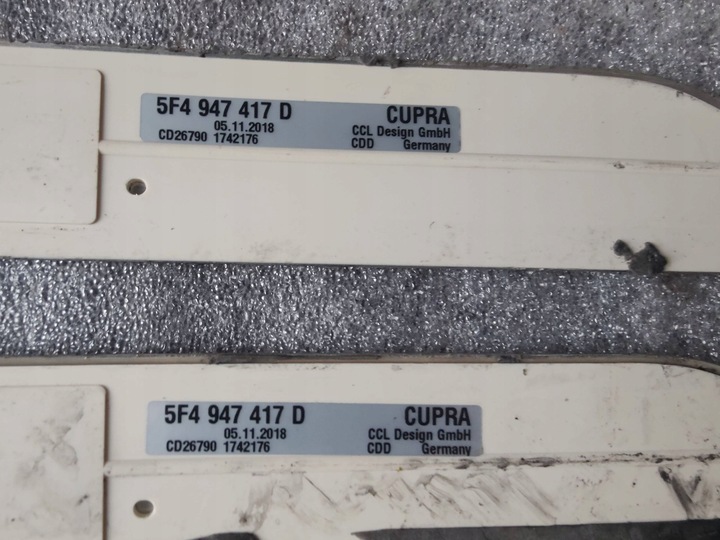 5F4 947 417 D CUPRA
05.11.2018 CCL Design GmbH
CD26790 1742176 CDD Germany
5F4 947 417 D CUPRA
05.11.2018 CCL Design GmbH
CD26790 1742176 CDD Germany